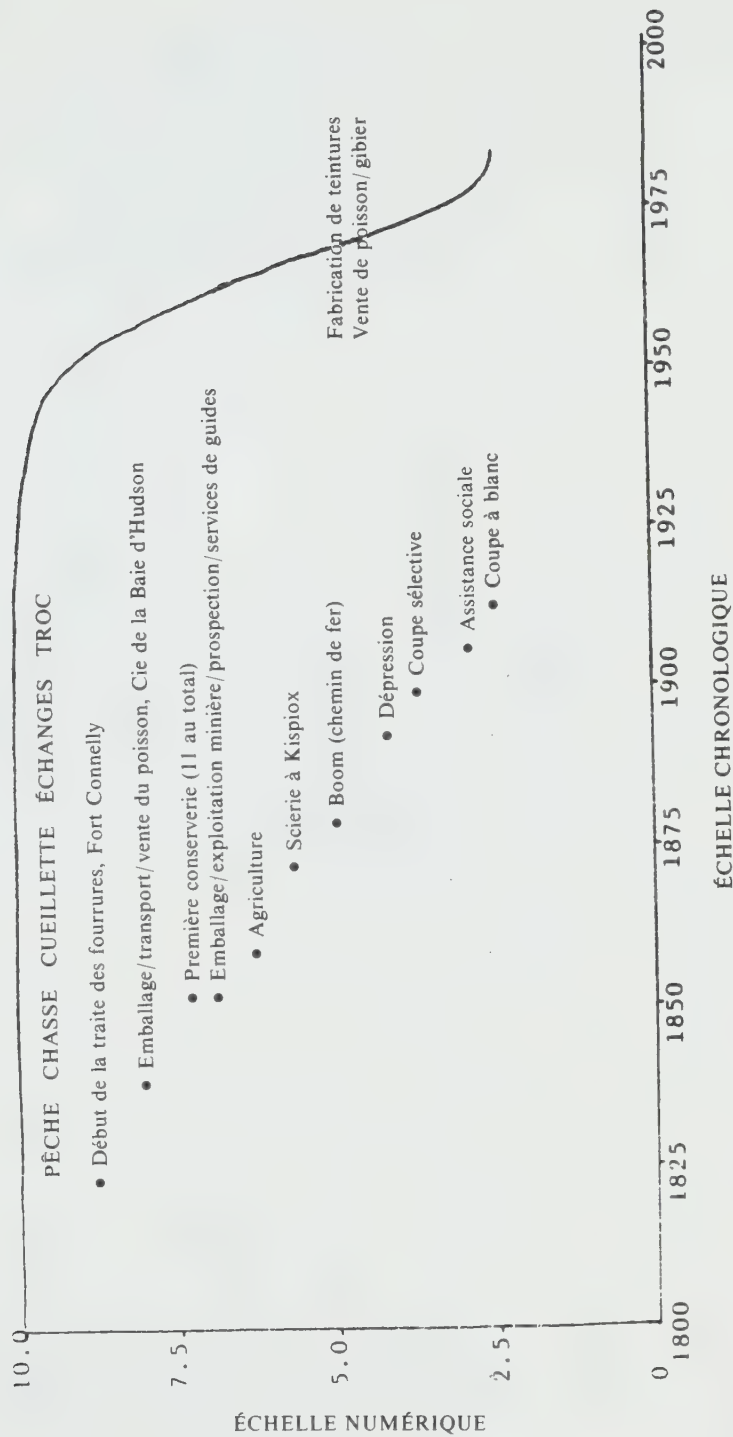 PÊCHE CHASSE CUEILLETTE ÉCHANGES TROC
• Début de la traite des fourrures, Fort Connelly
• Emballage/transport/vente du poisson, Cie de la Baie d'Hudson
• Première conserverie (11 au total)
• Emballage/exploitation minière/prospection/services de guides
• Agriculture
• Scierie à Kispiox
• Boom (chemin de fer)
• Dépression
• Coupe sélective
• Assistance sociale
• Coupe à blanc
Fabrication de teintures
Vente de poisson/gibier
ÉCHELLE NUMÉRIQUE
10.0
7.5
5.0
2.5
0
1800
1825
1850
1875
1900
1925
1950
1975
2000
ÉCHELLE CHRONOLOGIQUE